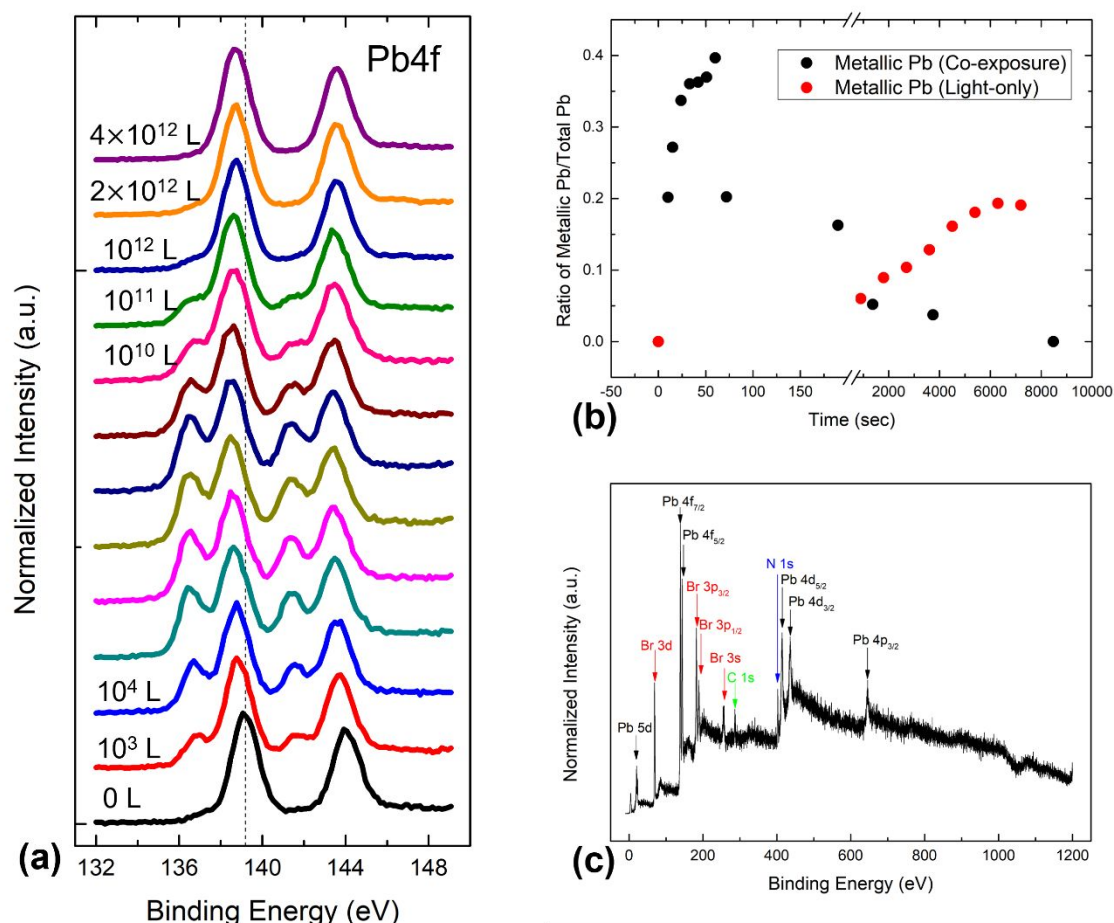 Pb4f
4×10¹² L
2×10¹² L
10¹² L
10¹¹ L
10¹⁰ L
10⁴ L
10³ L
0 L
132 136 140 144 148
Binding Energy (eV)
Normalized Intensity (a.u.)
(a)
Metallic Pb (Co-exposure)
Metallic Pb (Light-only)
0.4
0.3
0.2
0.1
0.0
-50 0 50 100 150 2000 4000 6000 8000 10000
Time (sec)
Ratio of Metallic Pb/Total Pb
(b)
Pb 4f₇/₂
Pb 4f₅/₂
N 1s
Pb 4d₅/₂
Pb 4d₃/₂
Br 3p₃/₂
Br 3p₁/₂
Br 3d
Br 3s
C 1s
Pb 4p₃/₂
Pb 5d
0 200 400 600 800 1000 1200
Binding Energy (eV)
Normalized Intensity (a.u.)
(c)